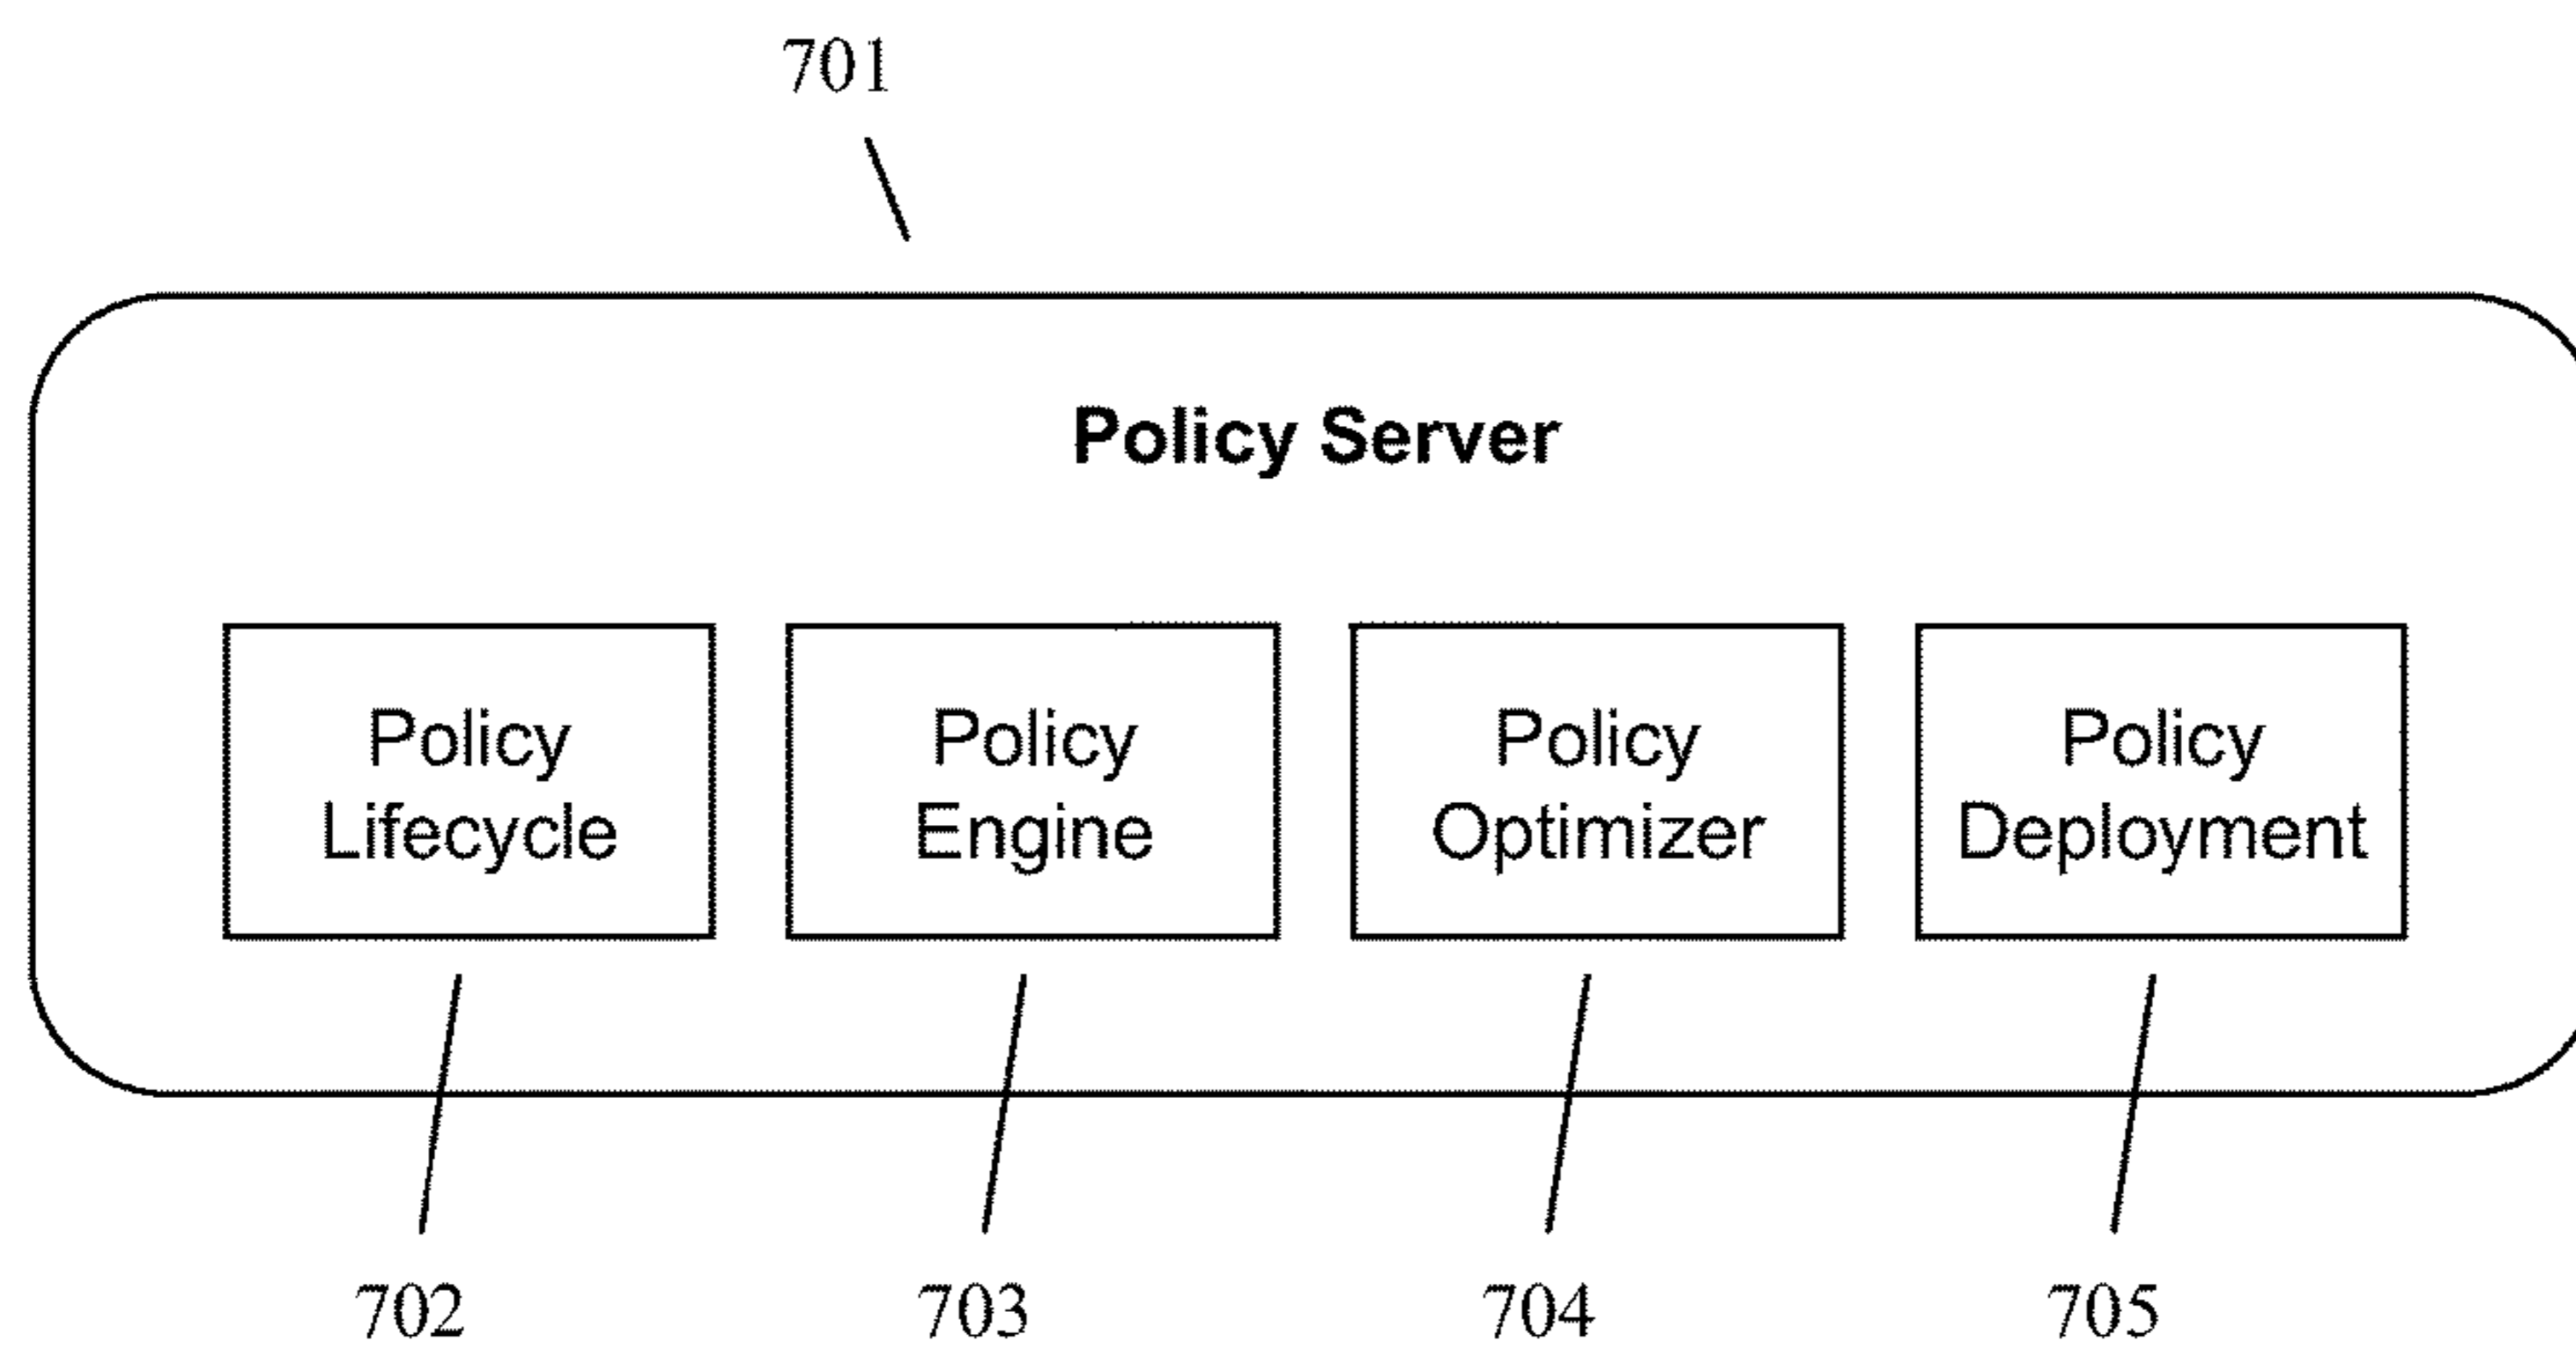 701
Policy Server
Policy
Lifecycle
Policy
Engine
Policy
Optimizer
Policy
Deployment
702
703
704
705